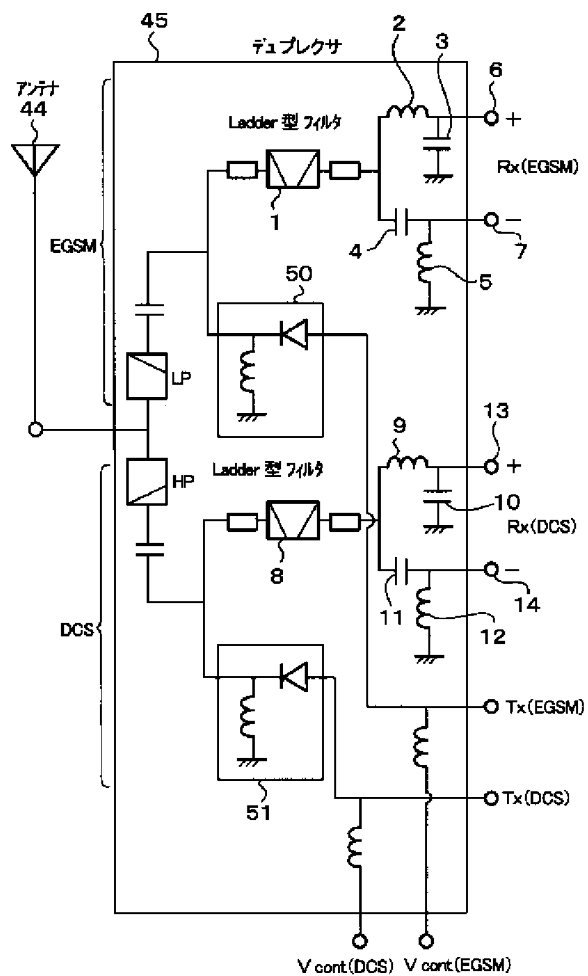 45
デュプレクサ
2
3
6
アンテナ
44
Ladder 型 フィルタ
+
Rx(EGSM)
1
4
−
7
5
EGSM
50
LP
9
13
HP
Ladder 型 フィルタ
+
10
Rx(DCS)
8
11
−
14
12
DCS
Tx(EGSM)
51
Tx(DCS)
V cont(DCS)
V cont(EGSM)